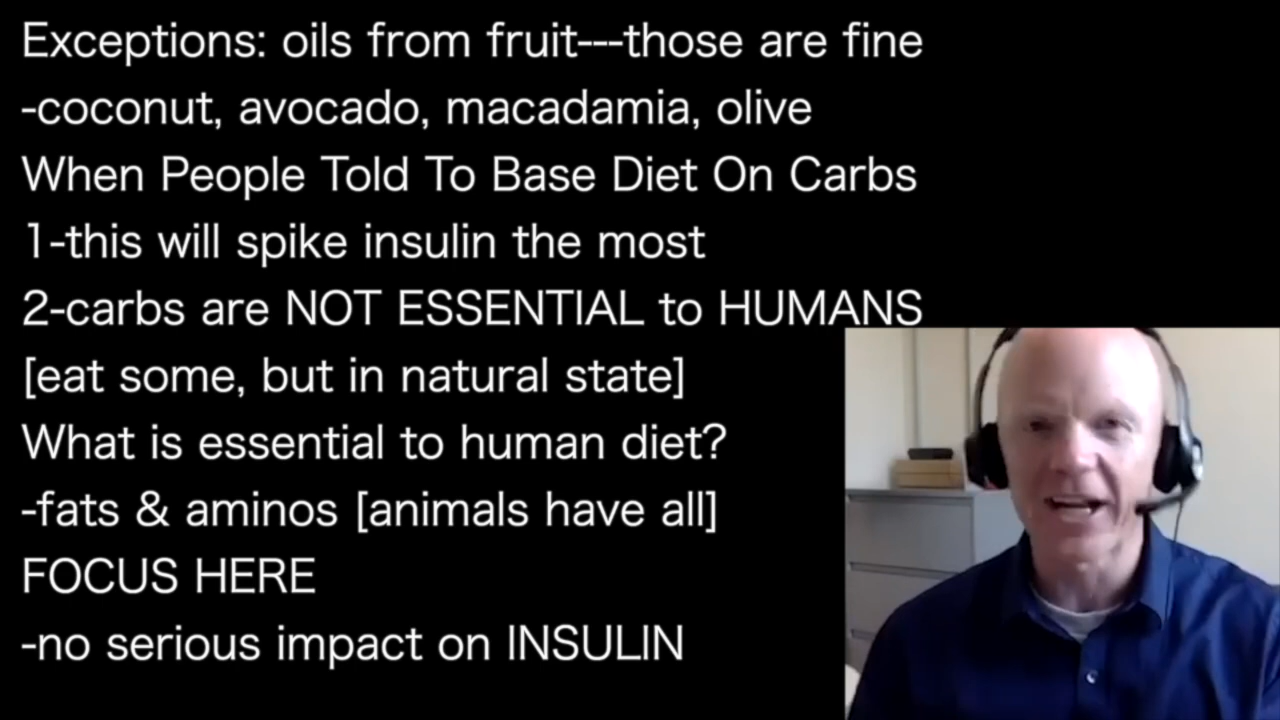 Exceptions: oils from fruit---those are fine
-coconut, avocado, macadamia, olive
When People Told To Base Diet On Carbs
1-this will spike insulin the most
2-carbs are NOT ESSENTIAL to HUMANS
[eat some, but in natural state]
What is essential to human diet?
-fats & aminos [animals have all]
FOCUS HERE
-no serious impact on INSULIN